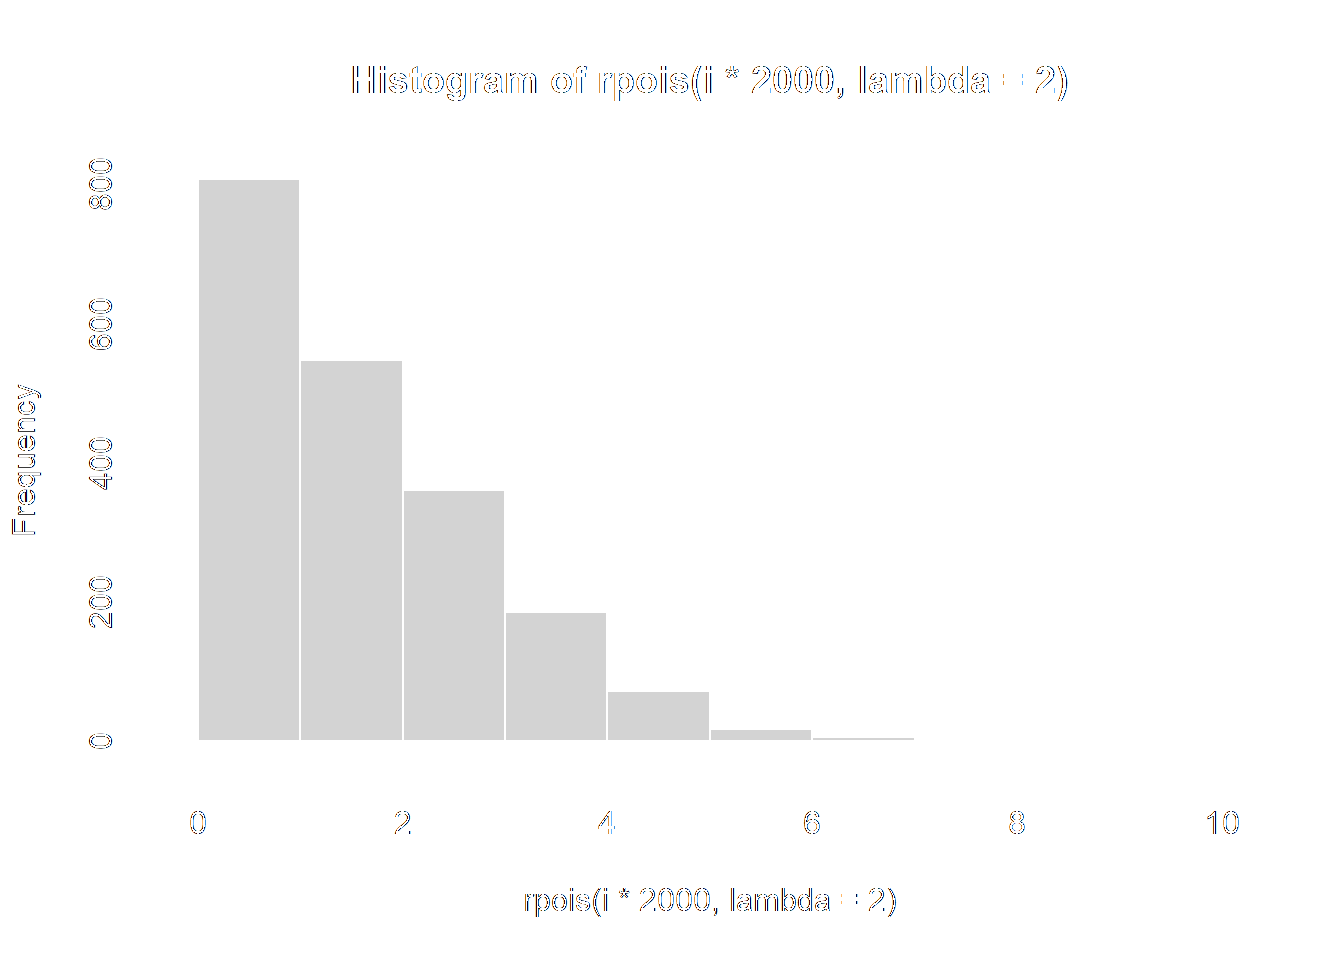 Histogram of rpois(i * 2000, lambda = 2)
800
600
400
200
0
Frequency
0 2 4 6 8 10
rpois(i * 2000, lambda = 2)